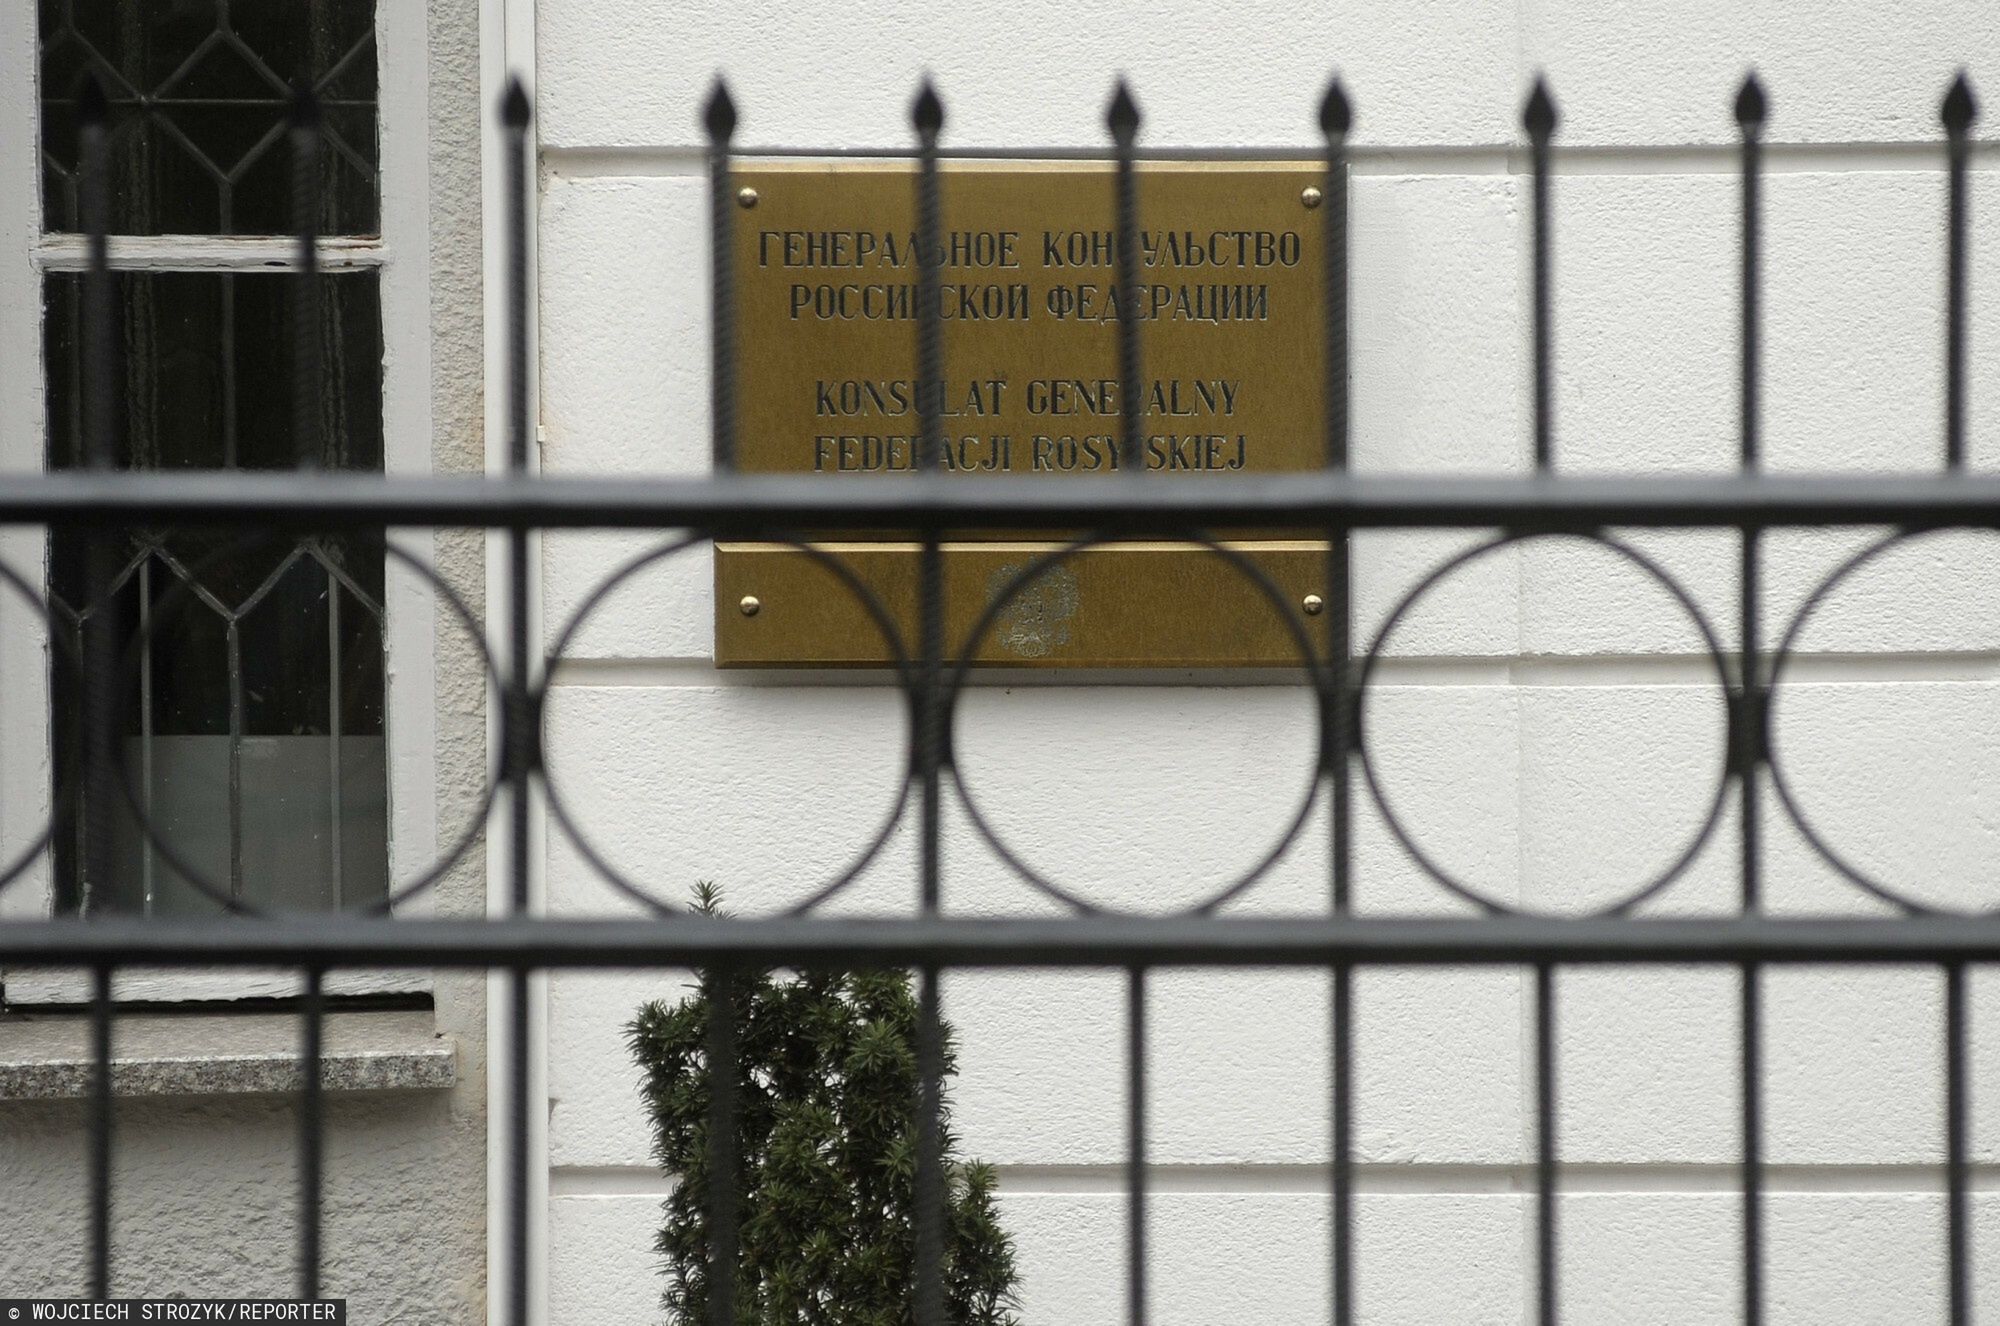 ГЕНЕРАЛЬНОЕ КОНСУЛЬСТВО
РОССИЙСКОЙ ФЕДЕРАЦИИ
KONSULAT GENERALNY
FEDERACJI ROSYJSKIEJ
© WOJCIECH STROZYK/REPORTER